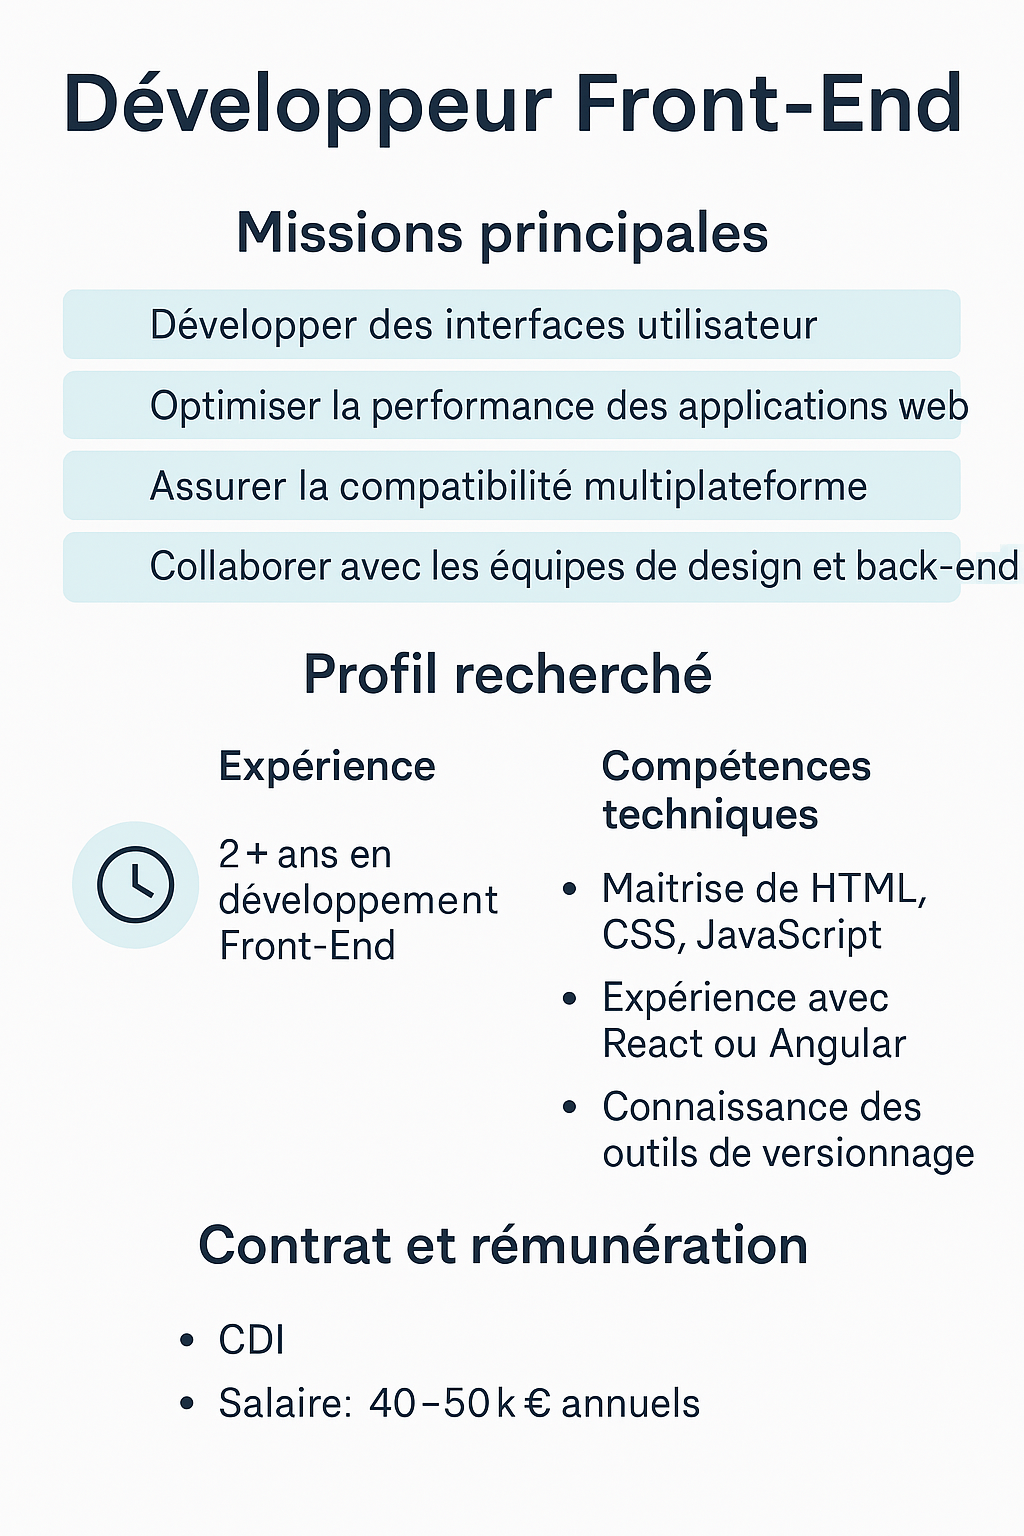 Développeur Front-End
Missions principales
Développer des interfaces utilisateur
Optimiser la performance des applications web
Assurer la compatibilité multiplateforme
Collaborer avec les équipes de design et back-end
Profil recherché
Expérience
2+ ans en
développement
Front-End
Compétences
techniques
• Maitrise de HTML,
CSS, JavaScript
• Expérience avec
React ou Angular
• Connaissance des
outils de versionnage
Contrat et rémunération
• CDI
• Salaire: 40–50 k € annuels